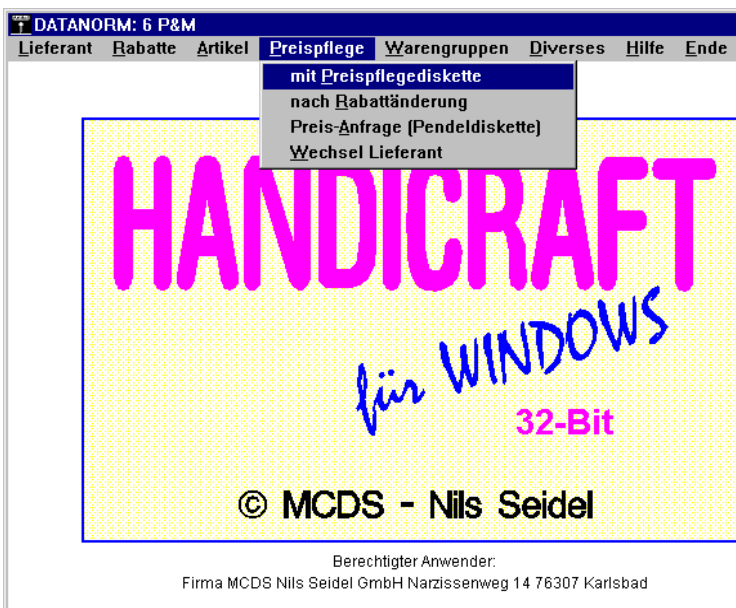 DATANORM: 6 P&M
Lieferant Rabatte Artikel Preispflege Warengruppen Diverses Hilfe Ende
mit Preispflegediskette
nach Rabattänderung
Preis-Anfrage (Pendeldiskette)
Wechsel Lieferant
HANDICRAFT
für WINDOWS
32-Bit
© MCDS - Nils Seidel
Berechtigter Anwender:
Firma MCDS Nils Seidel GmbH Narzissenweg 14 76307 Karlsbad